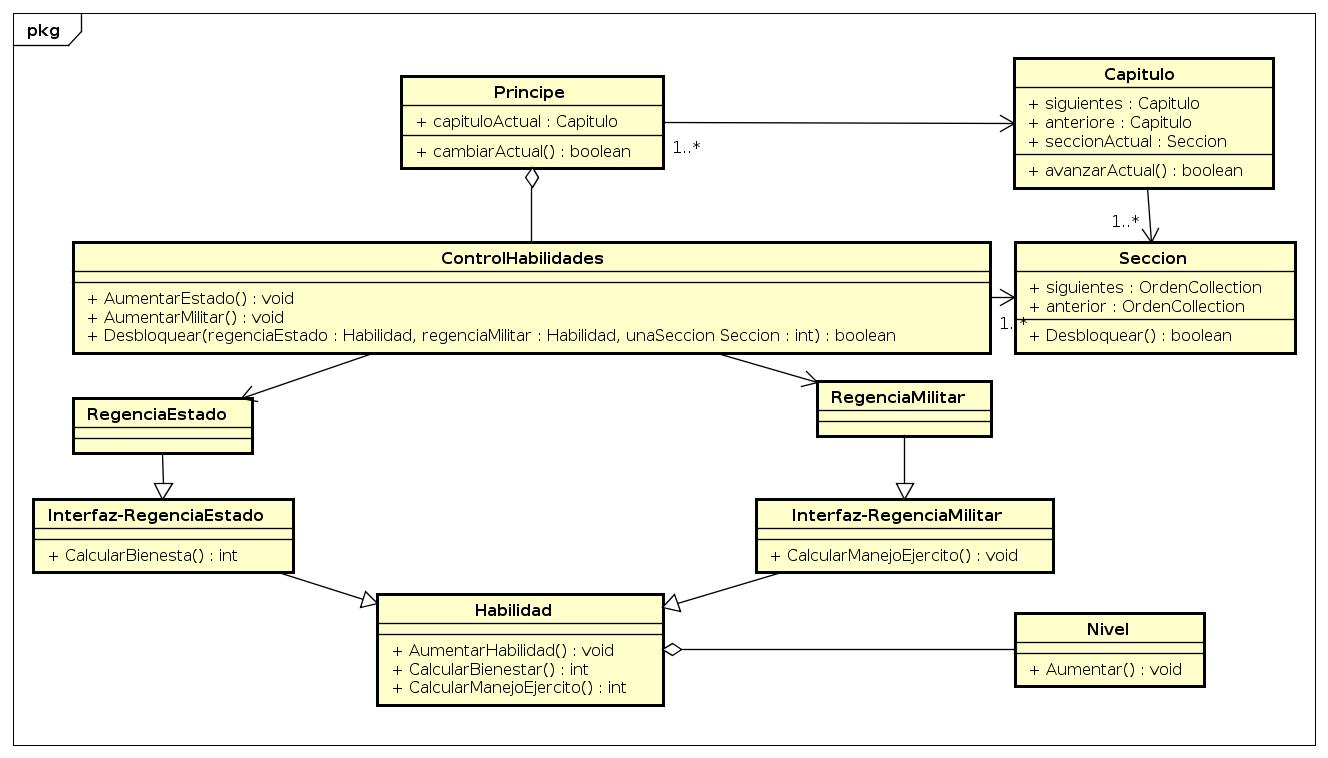 pkg
Principe
+ capituloActual : Capitulo
+ cambiarActual() : boolean
1..*
Capitulo
+ siguientes : Capitulo
+ anteriore : Capitulo
+ seccionActual : Seccion
+ avanzarActual() : boolean
1..*
ControlHabilidades
+ AumentarEstado() : void
+ AumentarMilitar() : void
+ Desbloquear(regenciaEstado : Habilidad, regenciaMilitar : Habilidad, unaSeccion Seccion : int) : boolean
1..*
Seccion
+ siguientes : OrdenCollection
+ anterior : OrdenCollection
+ Desbloquear() : boolean
RegenciaEstado
RegenciaMilitar
Interfaz-RegenciaEstado
+ CalcularBienesta() : int
Interfaz-RegenciaMilitar
+ CalcularManejoEjercito() : void
Habilidad
+ AumentarHabilidad() : void
+ CalcularBienestar() : int
+ CalcularManejoEjercito() : int
Nivel
+ Aumentar() : void